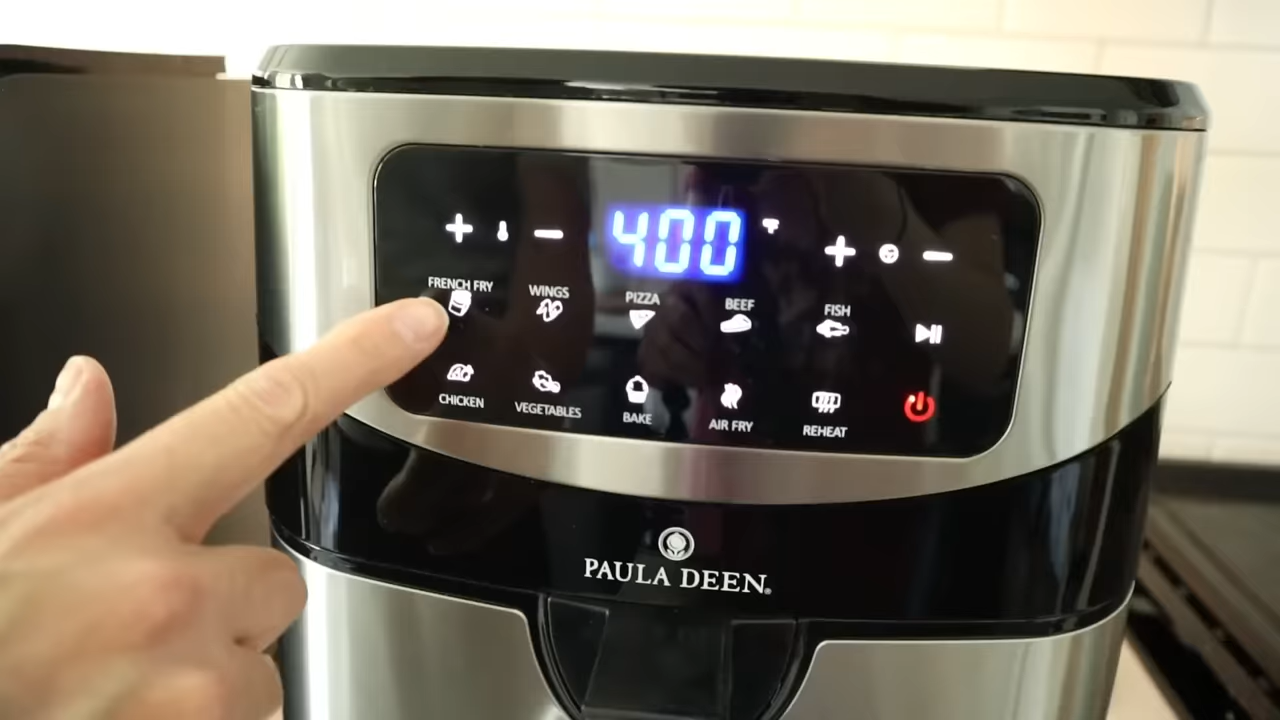 400 °F
FRENCH FRY WINGS PIZZA BEEF FISH
CHICKEN VEGETABLES BAKE AIR FRY REHEAT
PAULA DEEN®